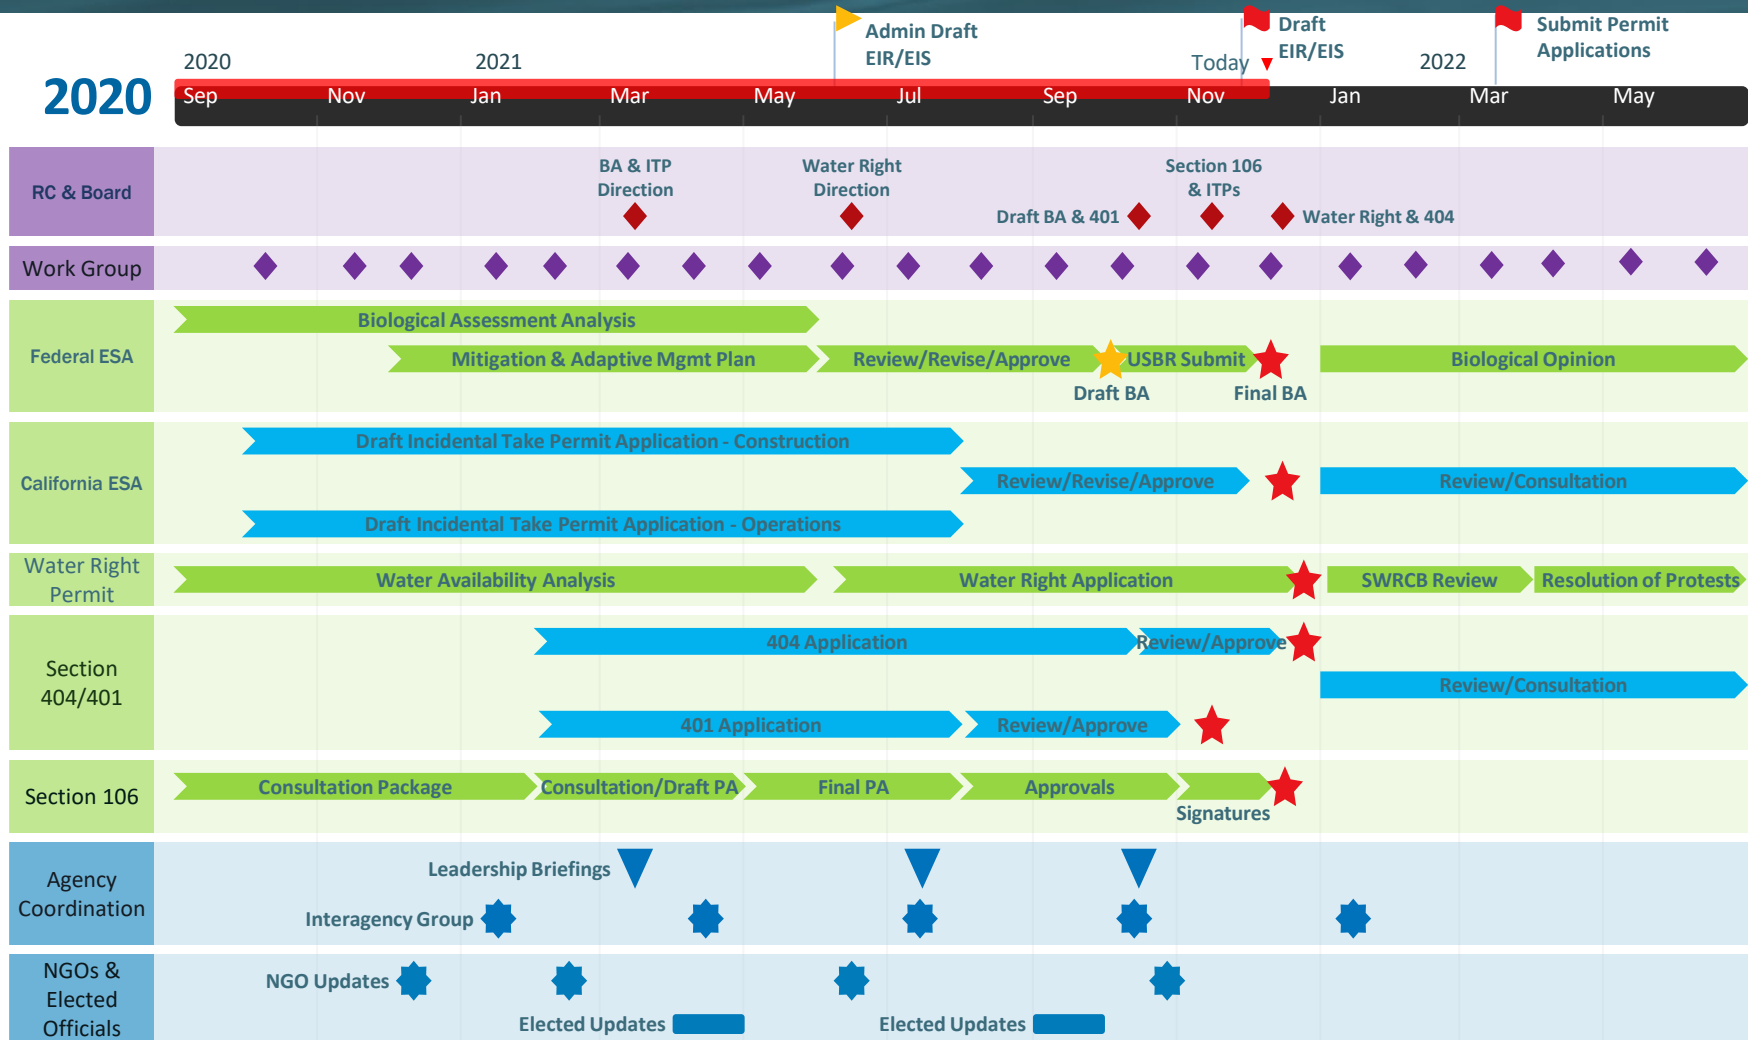 Admin Draft
EIR/EIS
Draft
EIR/EIS
Submit Permit
Applications
2020
2021
Today
2022
2020
Sep
Nov
Jan
Mar
May
Jul
Sep
Nov
Jan
Mar
May
RC & Board
BA & ITP
Direction
Water Right
Direction
Section 106
& ITPs
Draft BA & 401
Water Right & 404
Work Group
Federal ESA
Biological Assessment Analysis
Mitigation & Adaptive Mgmt Plan
Review/Revise/Approve
USBR Submit
Biological Opinion
Draft BA
Final BA
California ESA
Draft Incidental Take Permit Application - Construction
Review/Revise/Approve
Review/Consultation
Draft Incidental Take Permit Application - Operations
Water Right
Permit
Water Availability Analysis
Water Right Application
SWRCB Review
Resolution of Protests
Section
404/401
404 Application
Review/Approve
Review/Consultation
401 Application
Review/Approve
Section 106
Consultation Package
Consultation/Draft PA
Final PA
Approvals
Signatures
Agency
Coordination
Leadership Briefings
Interagency Group
NGOs &
Elected
Officials
NGO Updates
Elected Updates
Elected Updates